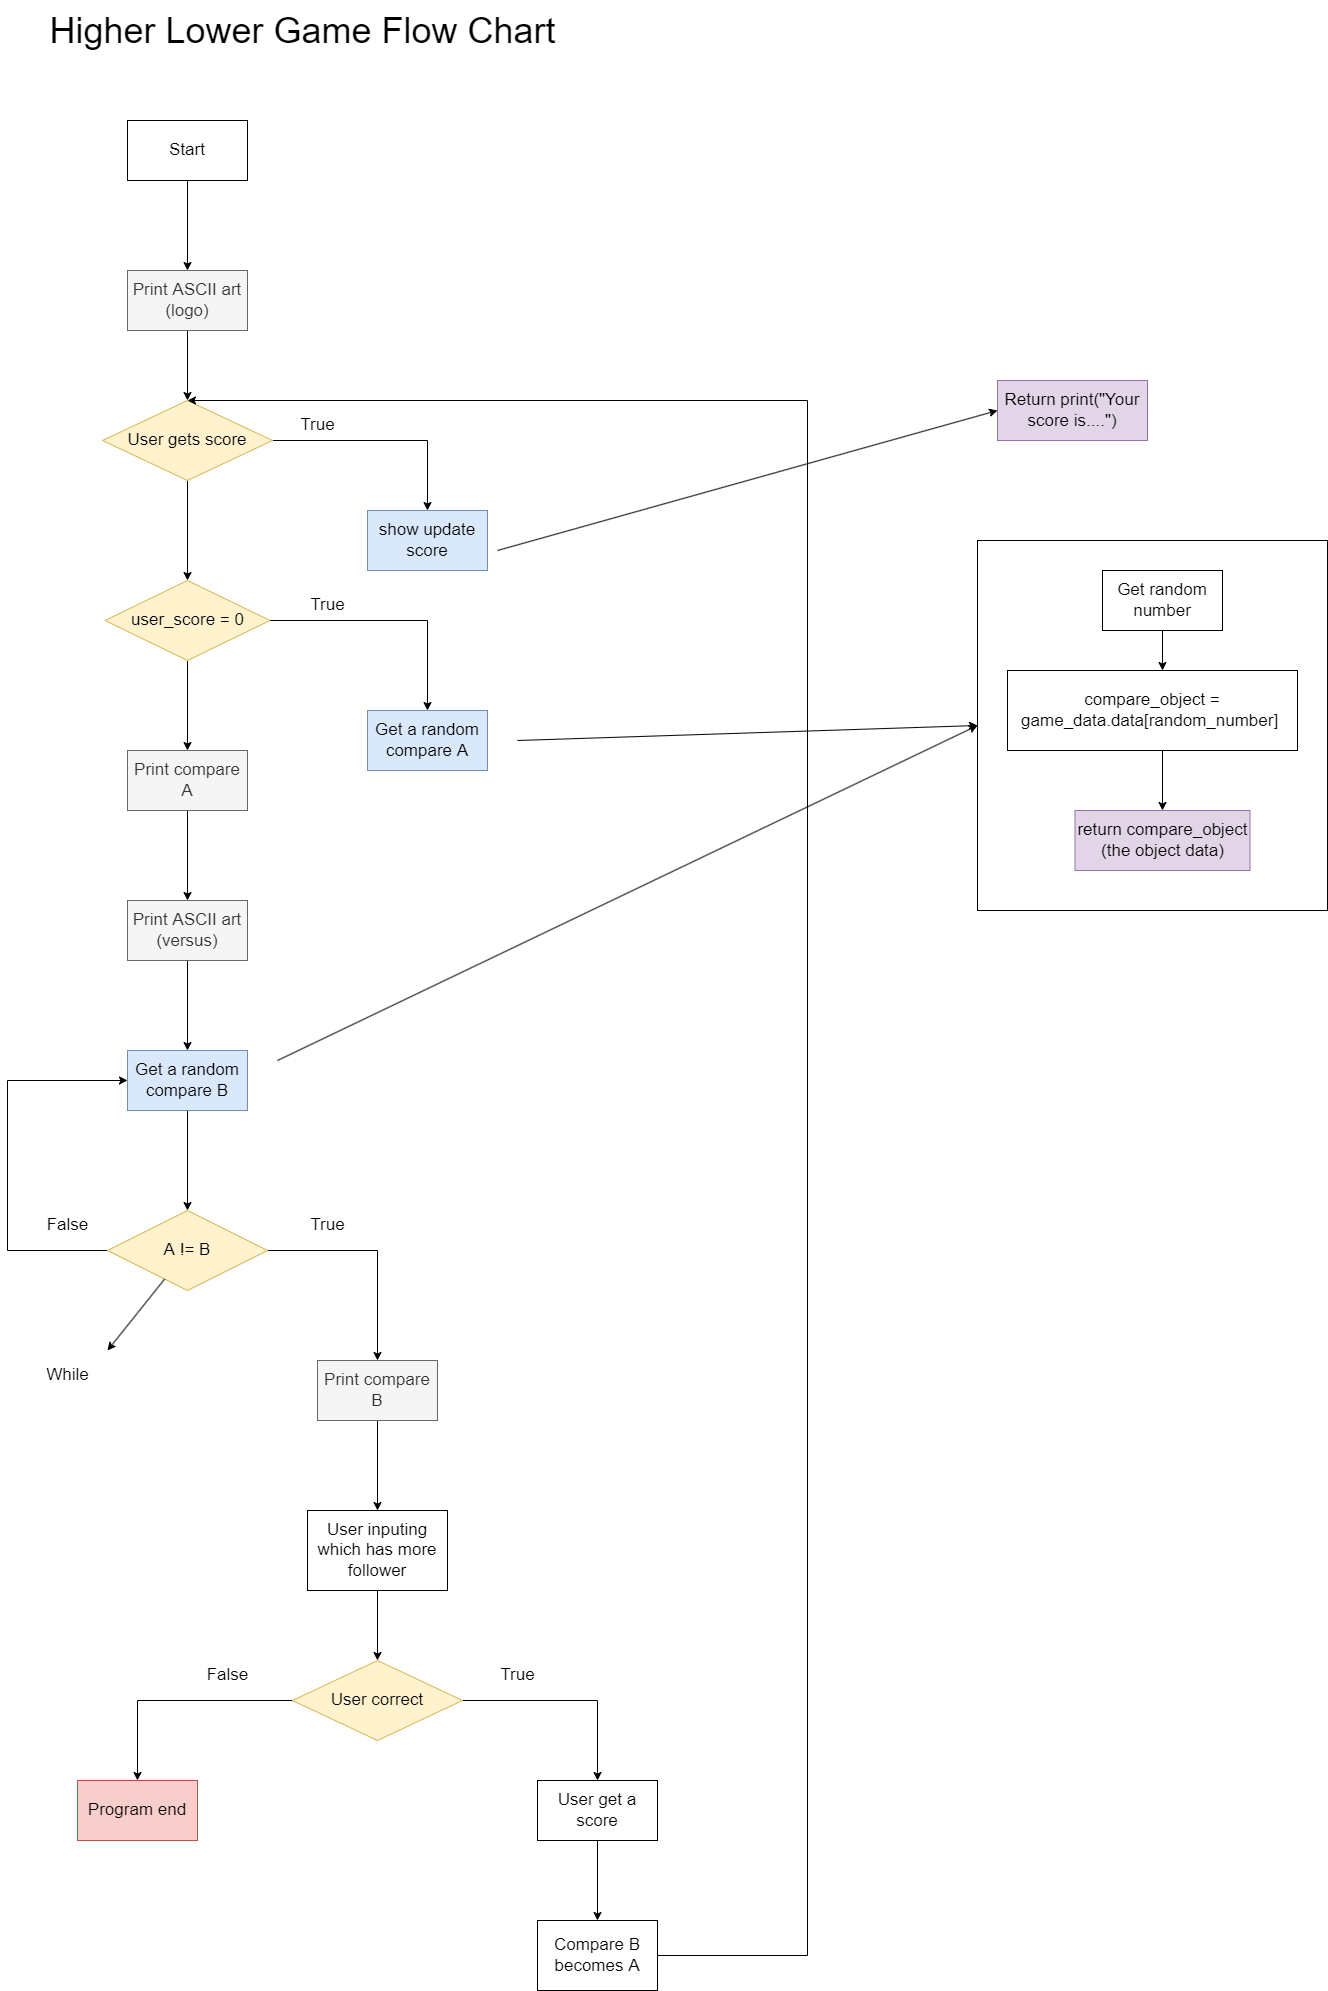 Higher Lower Game Flow Chart
Start
Print ASCII art
(logo)
User gets score
True
show update
score
Return print("Your
score is....")
user_score = 0
True
Get a random
compare A
Get random
number
compare_object =
game_data.data[random_number]
return compare_object
(the object data)
Print compare
A
Print ASCII art
(versus)
Get a random
compare B
A != B
False
True
While
Print compare
B
User inputing
which has more
follower
User correct
False
True
Program end
User get a
score
Compare B
becomes A